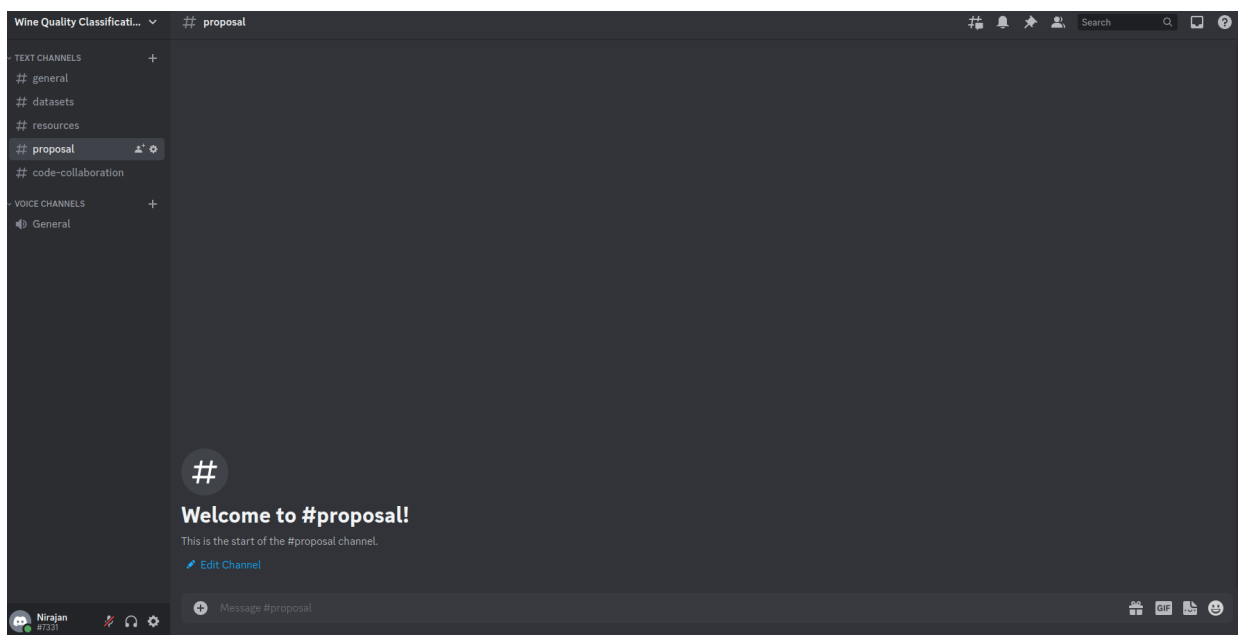 Wine Quality Classificati...
# proposal
Search
TEXT CHANNELS
# general
# datasets
# resources
# proposal
# code-collaboration
VOICE CHANNELS
General
#
Welcome to #proposal!
This is the start of the #proposal channel.
Edit Channel
Message #proposal
GIF
Nirajan
#7331